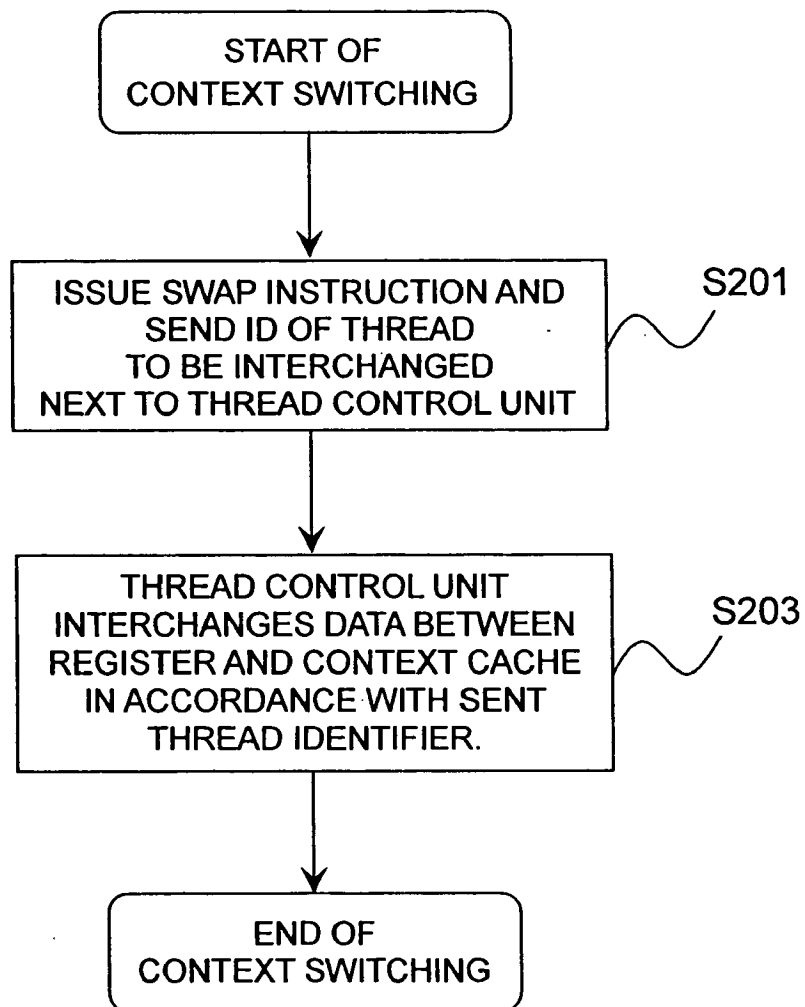 START OF
CONTEXT SWITCHING
ISSUE SWAP INSTRUCTION AND
SEND ID OF THREAD
TO BE INTERCHANGED
NEXT TO THREAD CONTROL UNIT
S201
THREAD CONTROL UNIT
INTERCHANGES DATA BETWEEN
REGISTER AND CONTEXT CACHE
IN ACCORDANCE WITH SENT
THREAD IDENTIFIER.
S203
END OF
CONTEXT SWITCHING